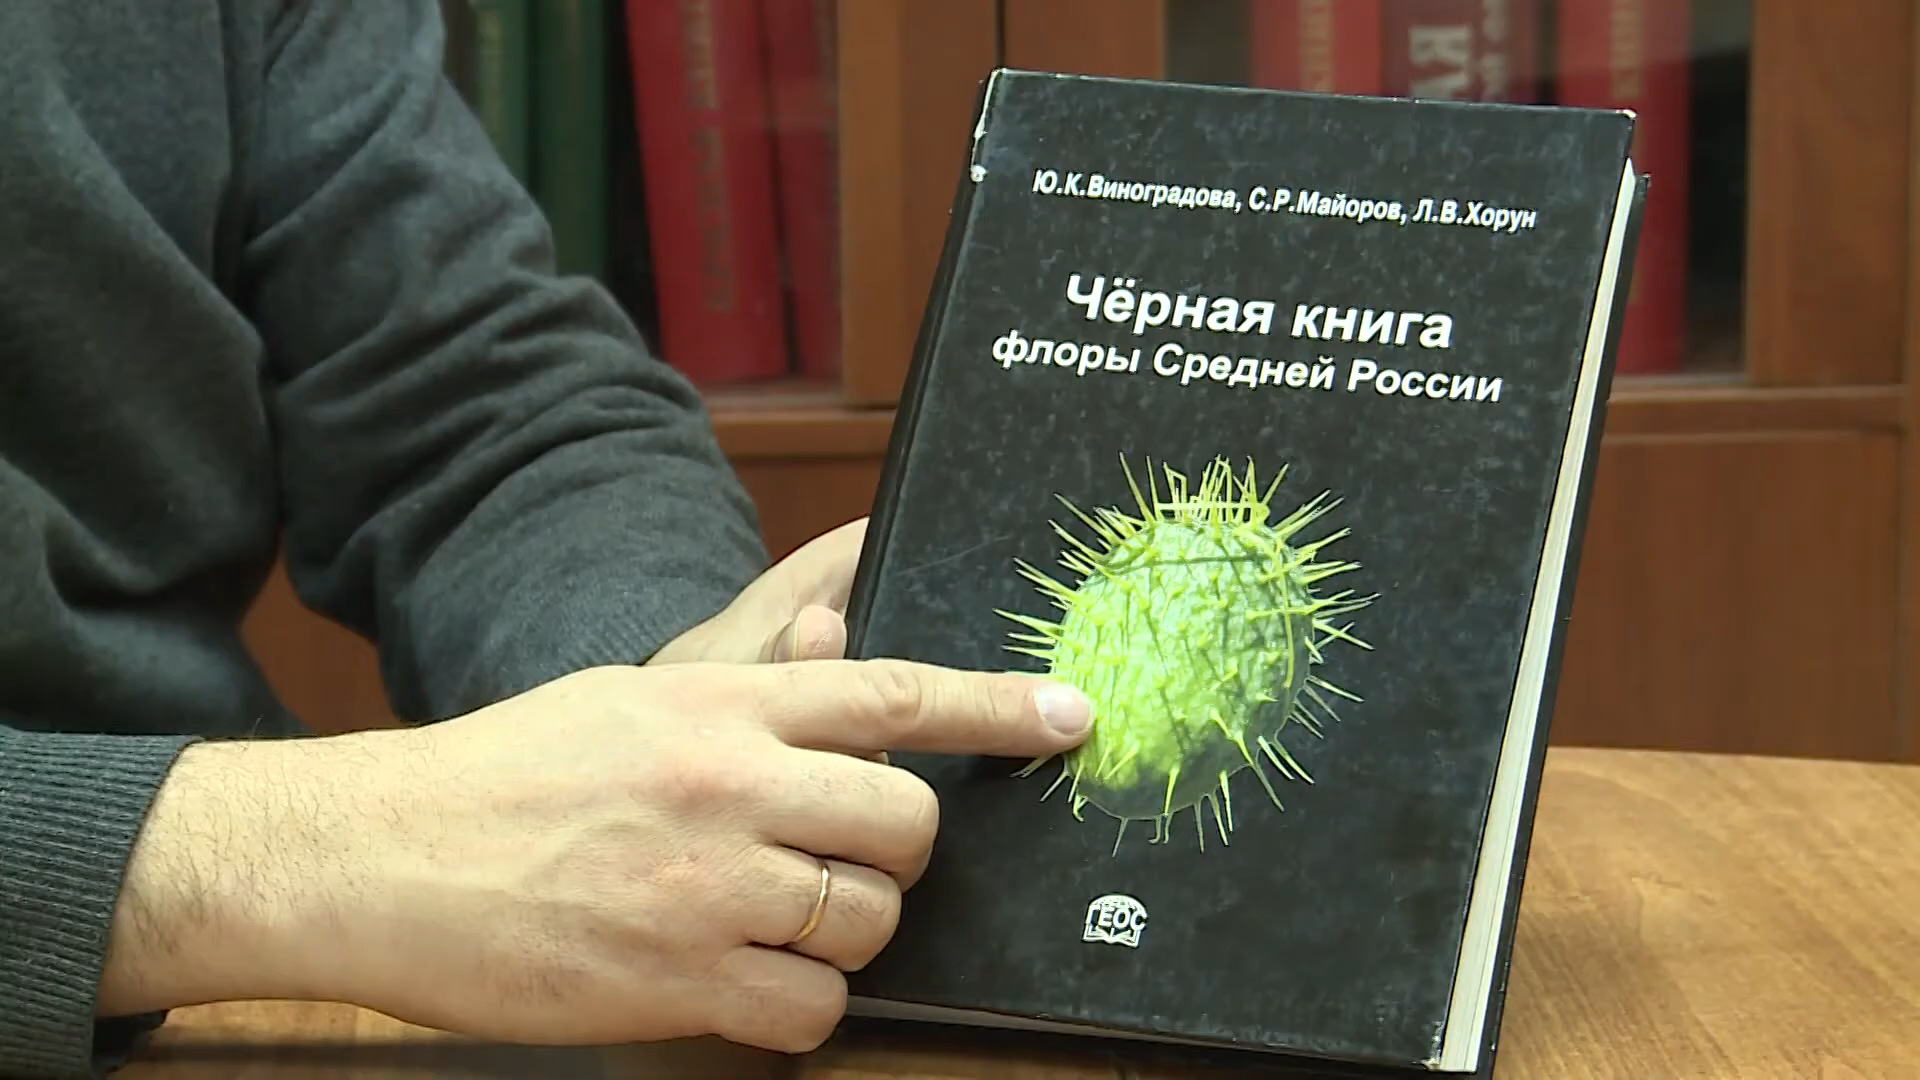 Ю.К.Виноградова, С.Р.Майоров, Л.В.Хорун
Чёрная книга
флоры Средней России
ГЕОС